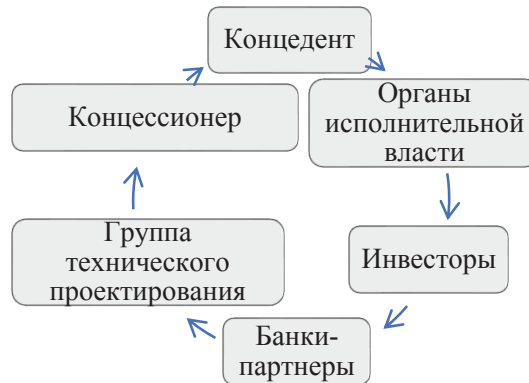 Концедент
Органы
исполнительной
власти
Инвесторы
Банки-
партнеры
Группа
технического
проектирования
Концессионер